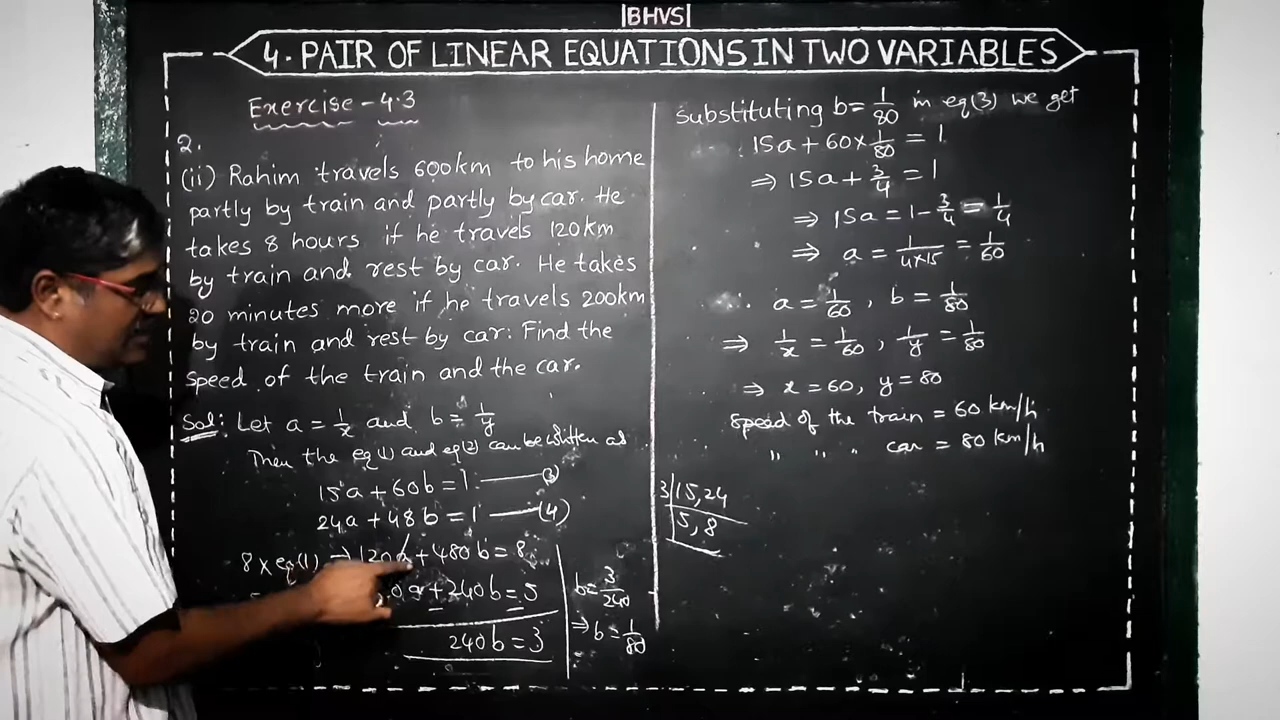 |BHVS|
4. PAIR OF LINEAR EQUATIONS IN TWO VARIABLES
Exercise - 4.3
2.
(ii) Rahim travels 600km to his home
partly by train and partly by car. He
takes 8 hours if he travels 120km
by train and rest by car. He takes
20 minutes more if he travels 200km
by train and rest by car. Find the
speed of the train and the car.
Sol: Let a = 1/x and b = 1/y
Then the eq(1) and eq(2) can be written as
15a + 60b = 1 —— (3)
24a + 48b = 1 —— (4)
8 x eq(1) ⇒ 120a + 480b = 8
0a + 240b = 5
240b = 3
b = 3/240
⇒ b = 1/80
Substituting b = 1/80 in eq(3) we get
15a + 60 x 1/80 = 1
⇒ 15a + 3/4 = 1
⇒ 15a = 1 - 3/4 = 1/4
⇒ a = 1/4x15 = 1/60
∴ a = 1/60, b = 1/80
⇒ 1/x = 1/60, 1/y = 1/80
⇒ x = 60, y = 80
Speed of the train = 60 km/h
" " " car = 80 km/h
3|15, 24
5, 8